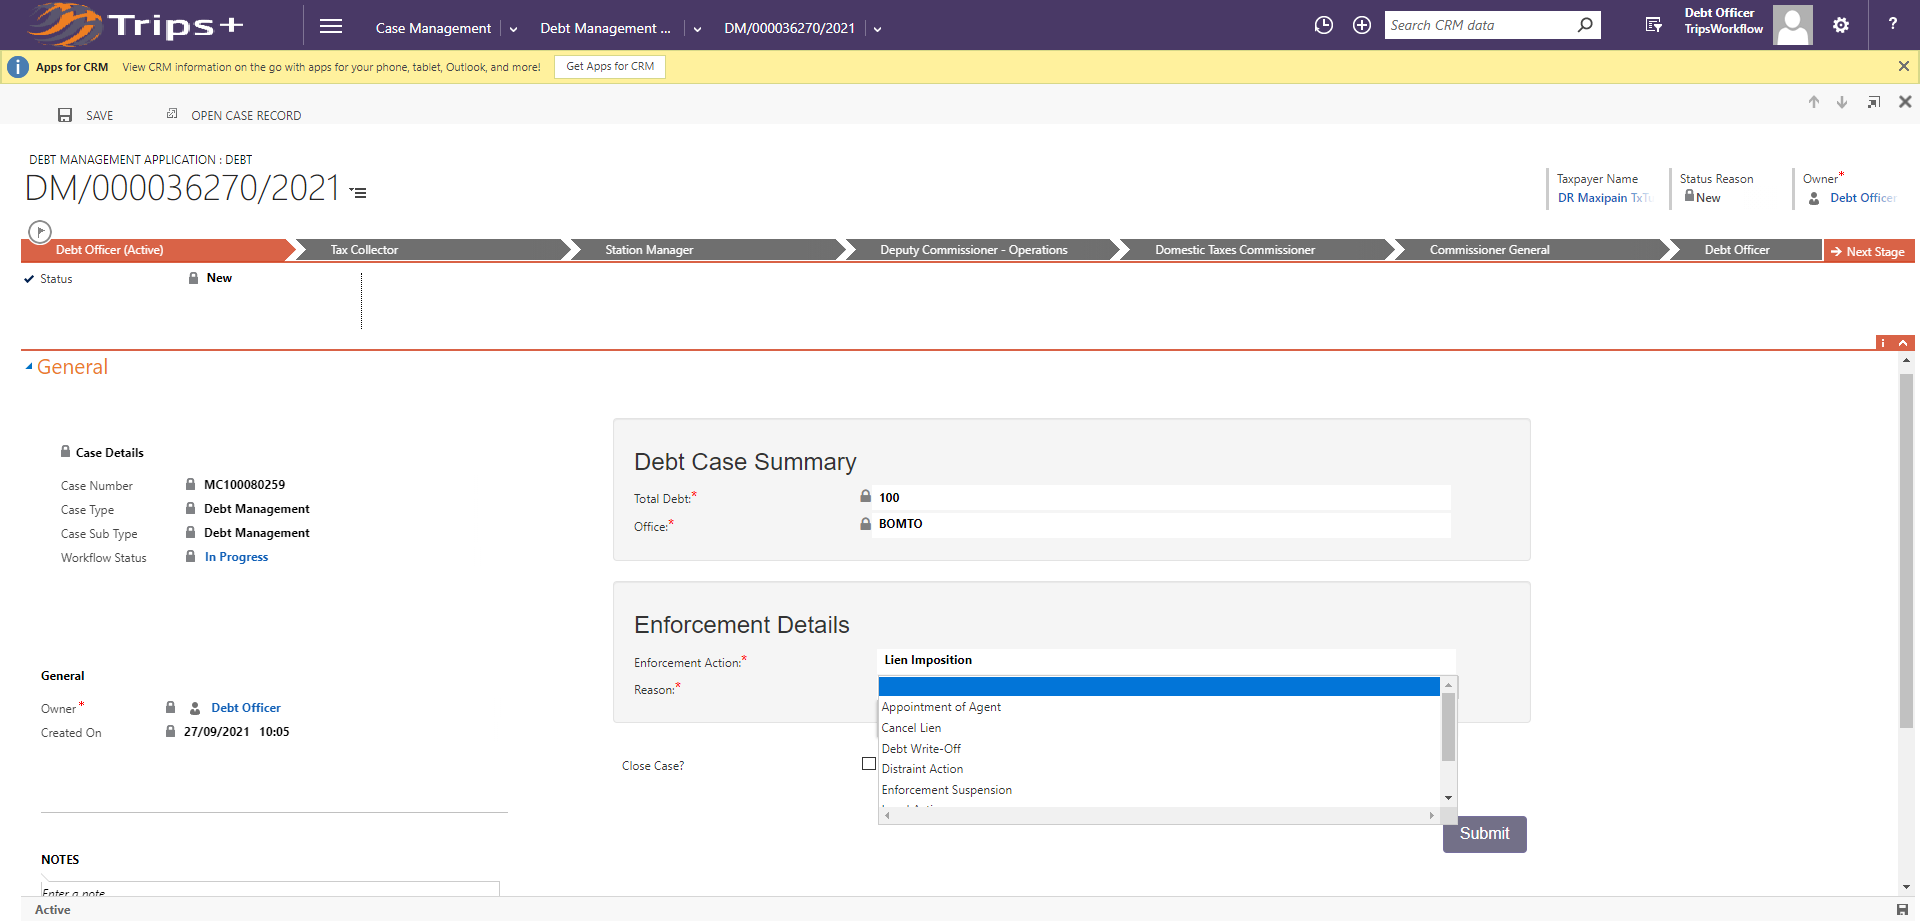 Trips+
Case Management
Debt Management ...
DM/000036270/2021
Search CRM data
Debt Officer
TripsWorkflow
?
i
Apps for CRM
View CRM information on the go with apps for your phone, tablet, Outlook, and more!
Get Apps for CRM
SAVE
OPEN CASE RECORD
DEBT MANAGEMENT APPLICATION : DEBT
DM/000036270/2021
Taxpayer Name
DR Maxipain
Status Reason
New
Owner*
Debt Officer
Debt Officer (Active)
Tax Collector
Station Manager
Deputy Commissioner - Operations
Domestic Taxes Commissioner
Commissioner General
Debt Officer
Next Stage
Status
New
i
General
Case Details
Case Number
MC100080259
Case Type
Debt Management
Case Sub Type
Debt Management
Workflow Status
In Progress
General
Owner *
Debt Officer
Created On
27/09/2021 10:05
NOTES
Enter a note
Debt Case Summary
Total Debt:*
100
Office:*
BOMTO
Enforcement Details
Enforcement Action:*
Lien Imposition
Reason:*
Appointment of Agent
Cancel Lien
Debt Write-Off
Distraint Action
Enforcement Suspension
Close Case?
Submit
Active